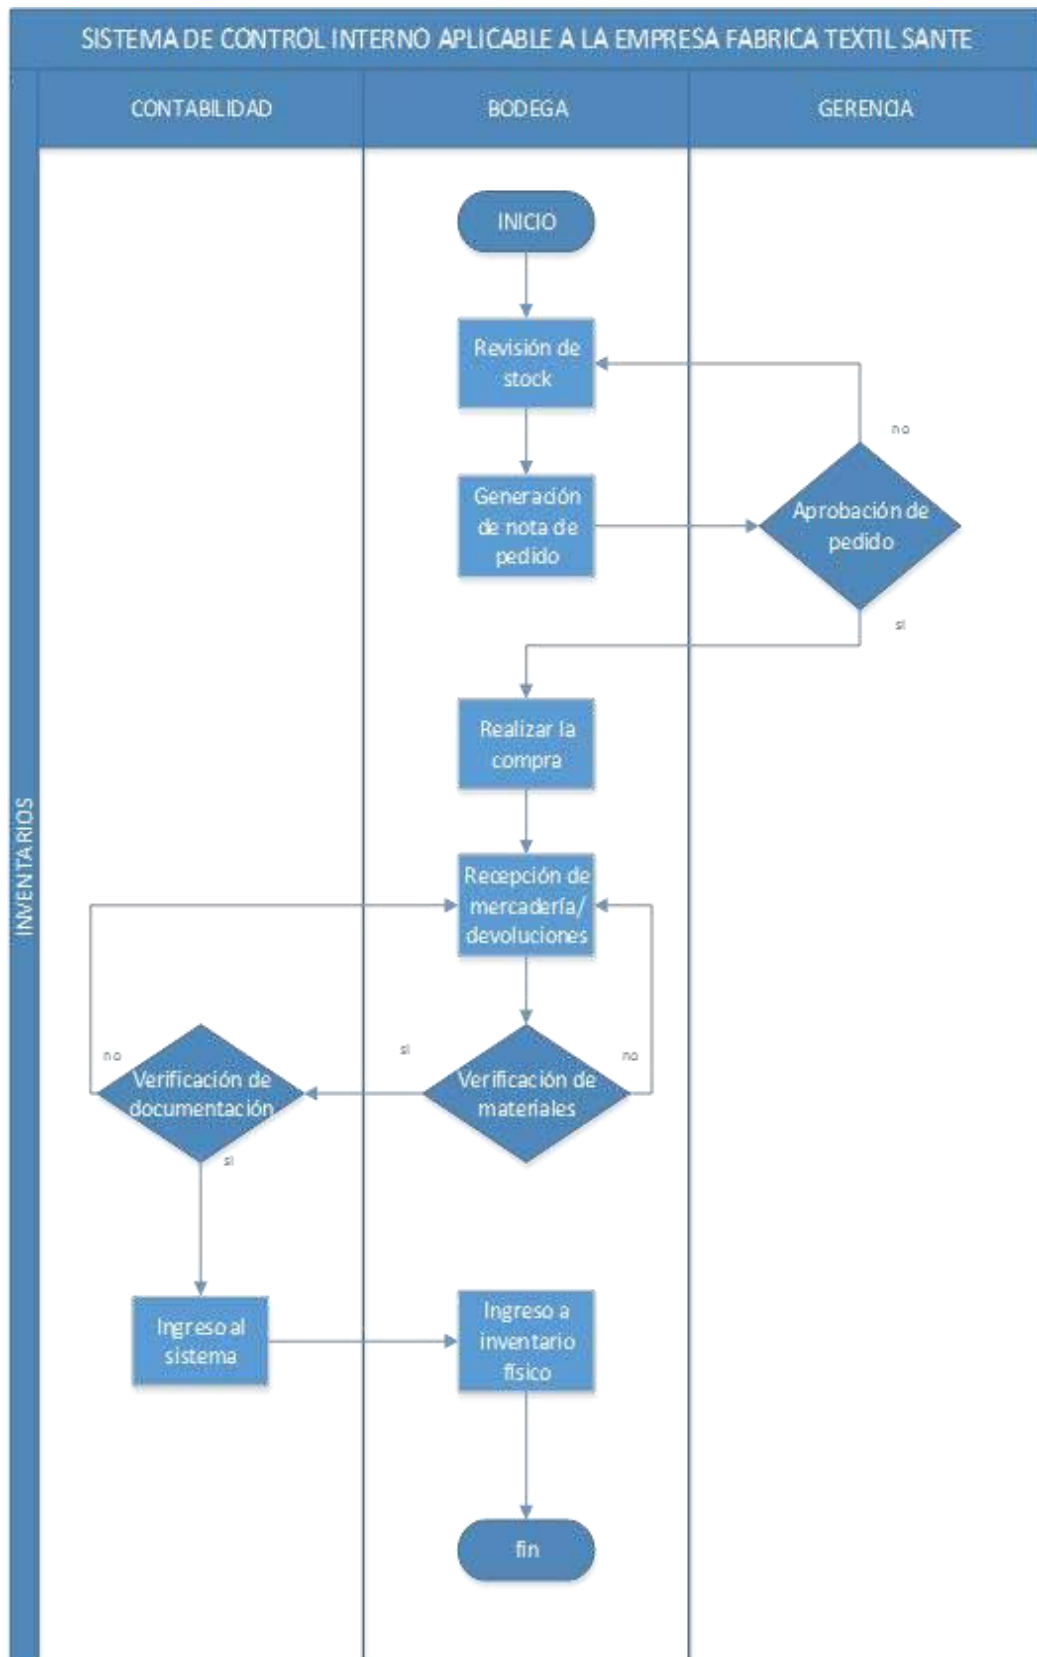 SISTEMA DE CONTROL INTERNO APLICABLE A LA EMPRESA FABRICA TEXTIL SANTE
CONTABILIDAD
BODEGA
GERENCIA
INVENTARIOS
INICIO
Revisión de
stock
no
Generación
de nota de
pedido
Aprobación de
pedido
si
Realizar la
compra
Recepción de
mercadería/
devoluciones
no
Verificación de
documentación
si
si
Verificación de
materiales
no
Ingreso al
sistema
Ingreso a
inventario
físico
fin